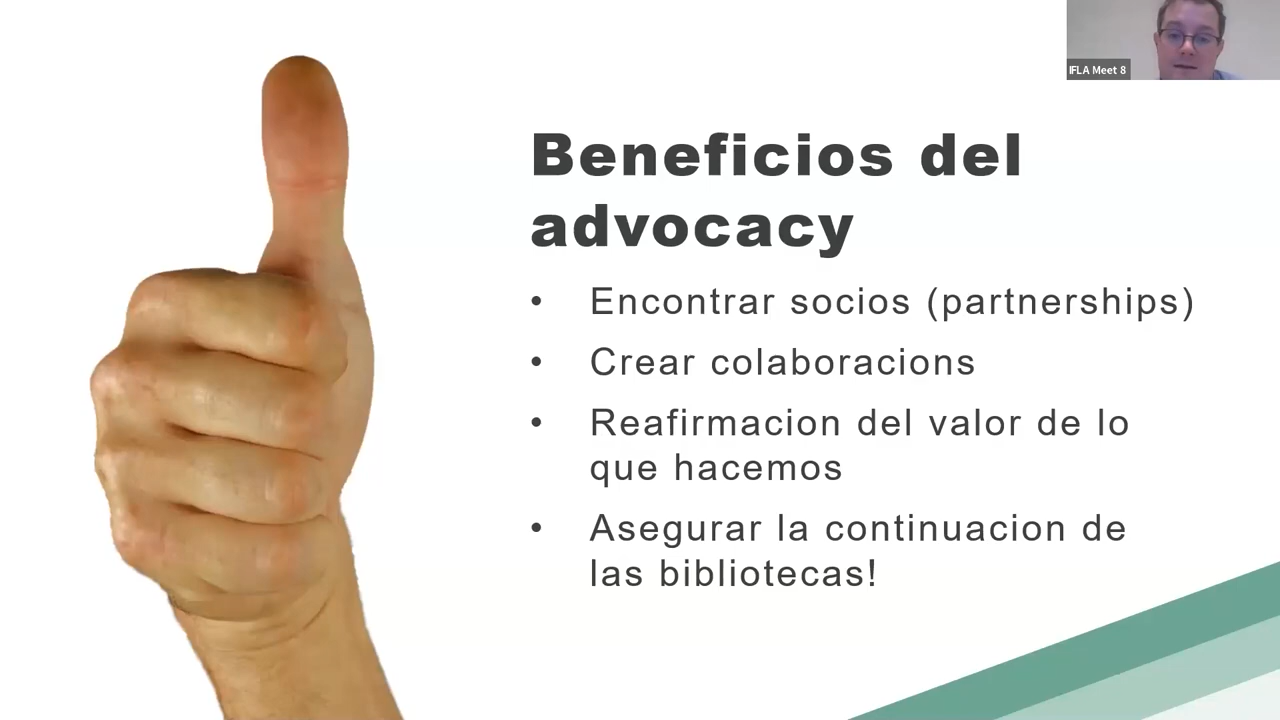 IFLA Meet 8
Beneficios del
advocacy
• Encontrar socios (partnerships)
• Crear colaboracions
• Reafirmacion del valor de lo
que hacemos
• Asegurar la continuacion de
las bibliotecas!